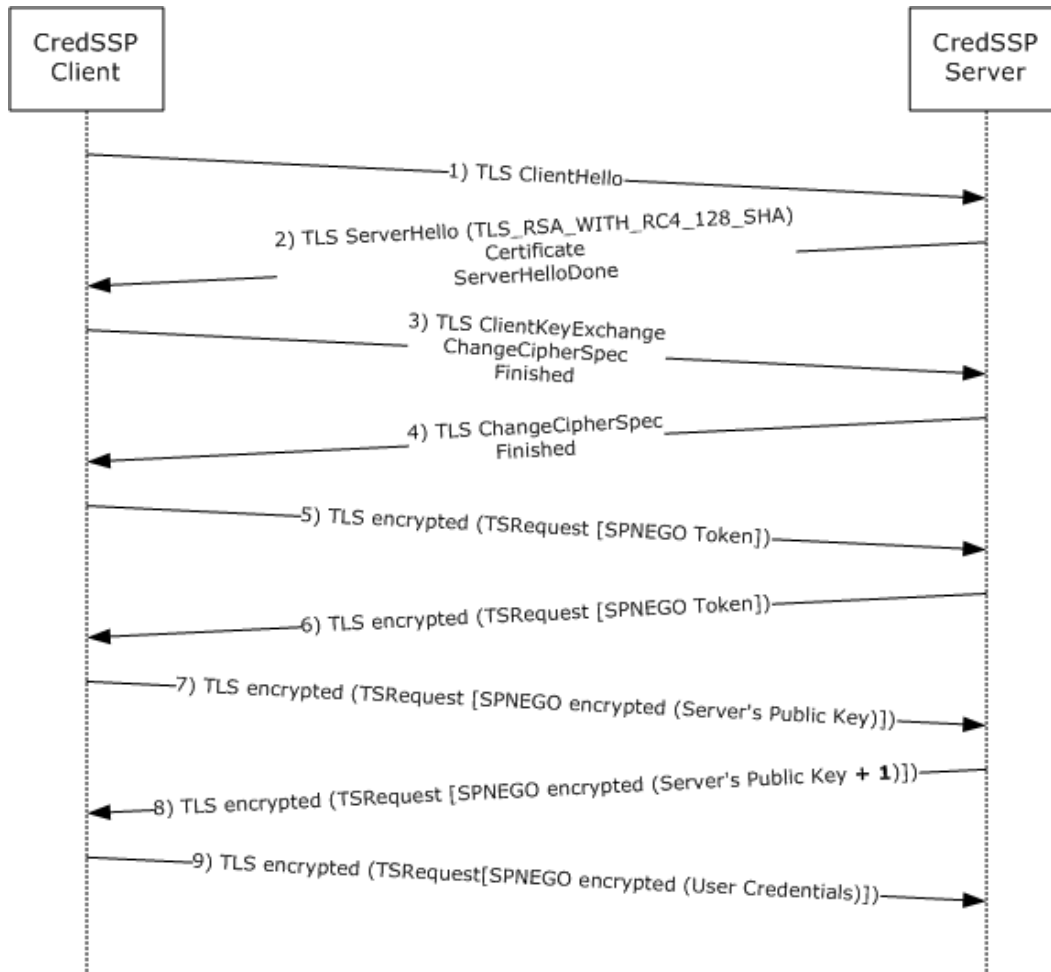 CredSSP
Client
CredSSP
Server
1) TLS ClientHello
2) TLS ServerHello (TLS_RSA_WITH_RC4_128_SHA)
Certificate
ServerHelloDone
3) TLS ClientKeyExchange
ChangeCipherSpec
Finished
4) TLS ChangeCipherSpec
Finished
5) TLS encrypted (TSRequest [SPNEGO Token])
6) TLS encrypted (TSRequest [SPNEGO Token])
7) TLS encrypted (TSRequest [SPNEGO encrypted (Server's Public Key)])
8) TLS encrypted (TSRequest [SPNEGO encrypted (Server's Public Key + 1)])
9) TLS encrypted (TSRequest[SPNEGO encrypted (User Credentials)])